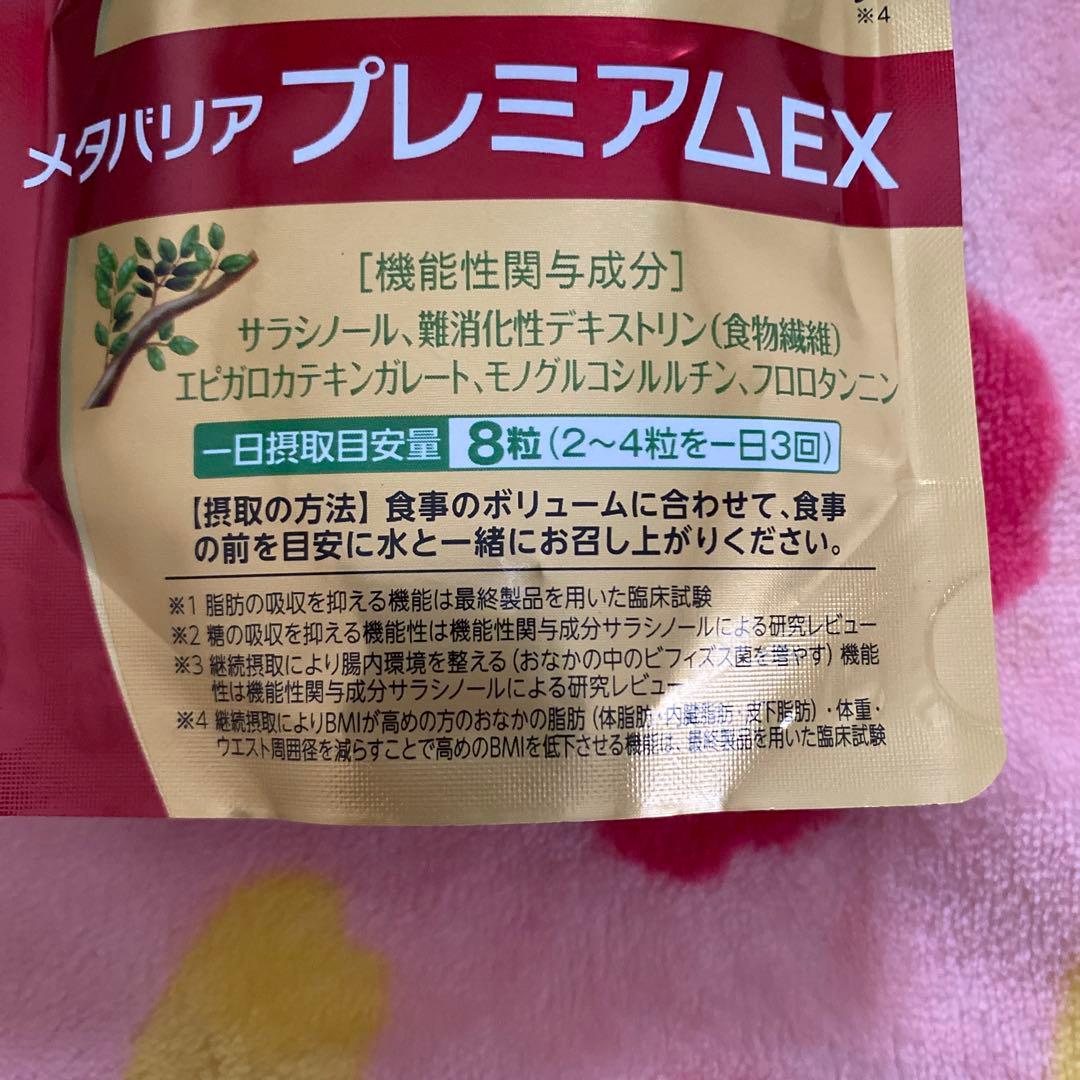 ※4
メタバリア プレミアムEX
[機能性関与成分]
サラシノール、難消化性デキストリン(食物繊維)
エピガロカテキンガレート、モノグルコシルルチン、フロロタンニン
一日摂取目安量 8粒(2～4粒を一日3回)
【摂取の方法】食事のボリュームに合わせて、食事
の前を目安に水と一緒にお召し上がりください。
※1 脂肪の吸収を抑える機能は最終製品を用いた臨床試験
※2 糖の吸収を抑える機能性は機能性関与成分サラシノールによる研究レビュー
※3 継続摂取により腸内環境を整える(おなかの中のビフィズス菌を増やす)機能
性は機能性関与成分サラシノールによる研究レビュー
※4 継続摂取によりBMIが高めの方のおなかの脂肪(体脂肪・内臓脂肪・皮下脂肪)・体重・
ウエスト周囲径を減らすことで高めのBMIを低下させる機能は、最終製品を用いた臨床試験